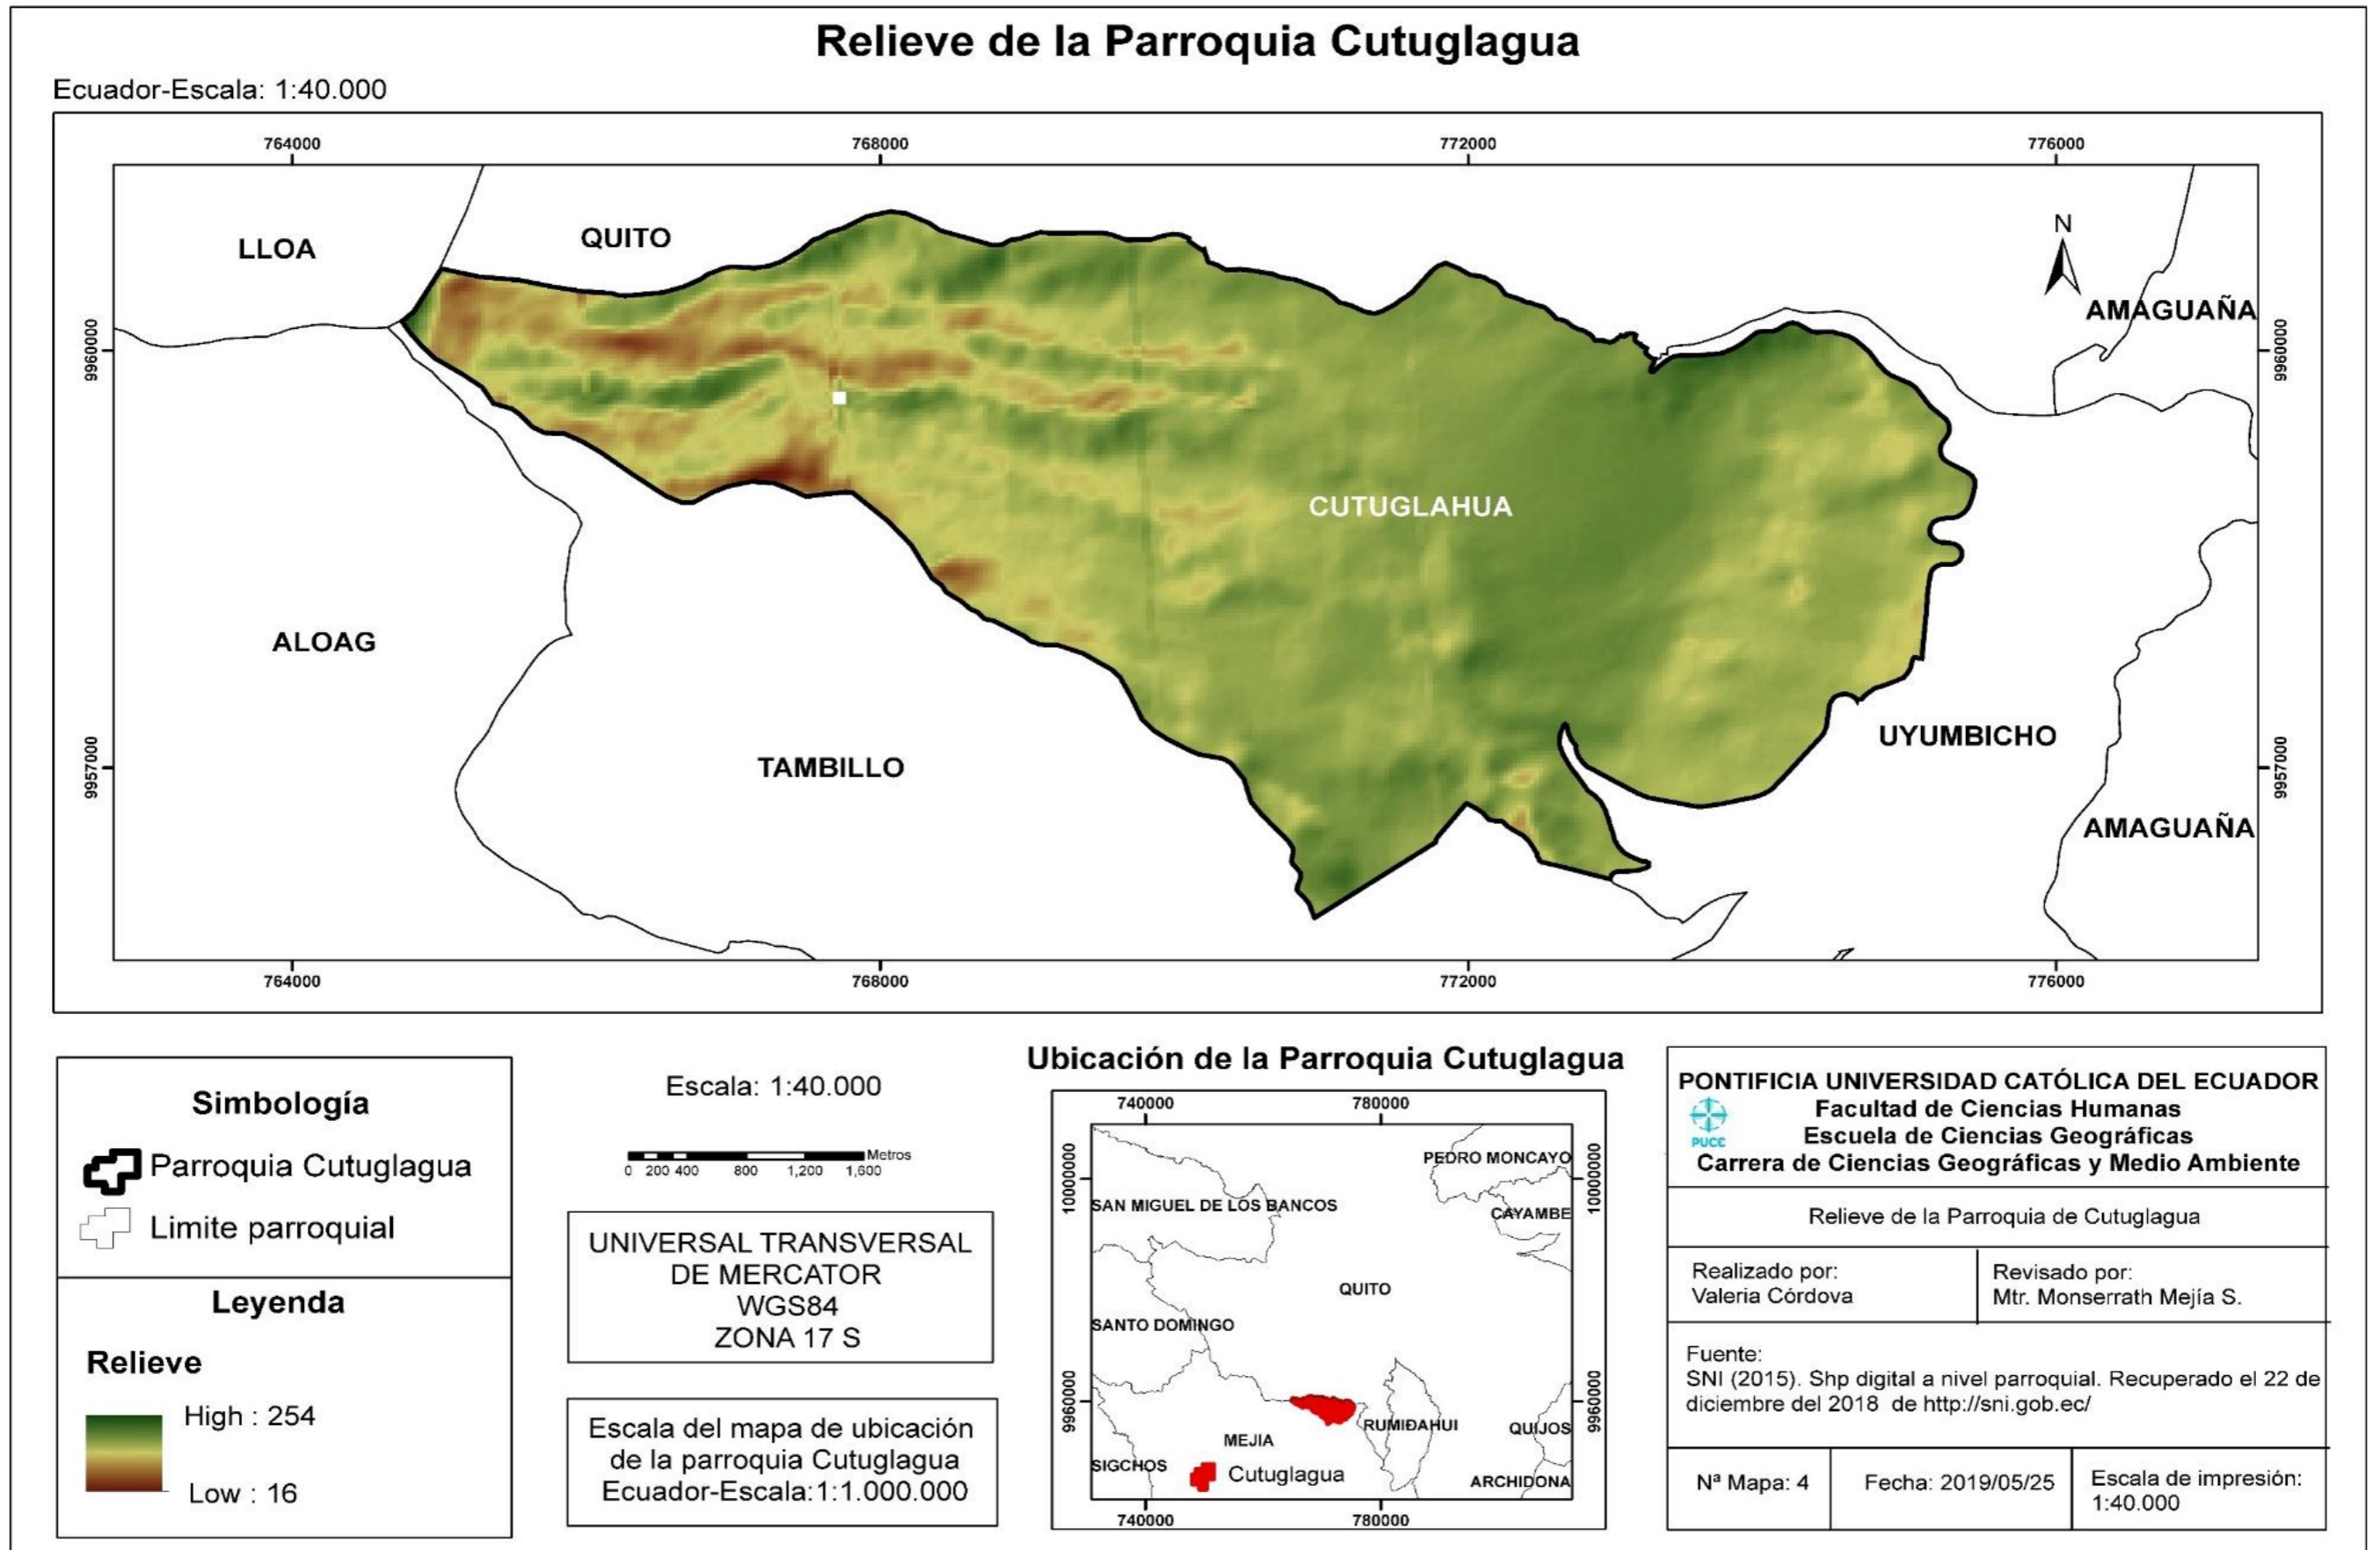 Relieve de la Parroquia Cutuglagua
Ecuador-Escala: 1:40.000
764000
768000
772000
776000
LLOA
QUITO
N
AMAGUAÑA
9960000
9960000
CUTUGLAHUA
ALOAG
UYUMBICHO
TAMBILLO
9957000
9957000
AMAGUAÑA
764000
768000
772000
776000
Simbología
Parroquia Cutuglagua
Limite parroquial
Leyenda
Relieve
High : 254
Low : 16
Escala: 1:40.000
Metros
0 200 400 800 1,200 1,600
UNIVERSAL TRANSVERSAL
DE MERCATOR
WGS84
ZONA 17 S
Escala del mapa de ubicación
de la parroquia Cutuglagua
Ecuador-Escala:1:1.000.000
Ubicación de la Parroquia Cutuglagua
740000
780000
PEDRO MONCAYO
10000000
10000000
SAN MIGUEL DE LOS BANCOS
CAYAMBE
QUITO
SANTO DOMINGO
9960000
9960000
RUMIÐAHUI
QUIJOS
MEJIA
SIGCHOS
Cutuglagua
ARCHIDONA
740000
780000
PONTIFICIA UNIVERSIDAD CATÓLICA DEL ECUADOR
Facultad de Ciencias Humanas
Escuela de Ciencias Geográficas
PUCE
Carrera de Ciencias Geográficas y Medio Ambiente
Relieve de la Parroquia de Cutuglagua
Realizado por:
Valeria Córdova
Revisado por:
Mtr. Monserrath Mejía S.
Fuente:
SNI (2015). Shp digital a nivel parroquial. Recuperado el 22 de
diciembre del 2018 de http://sni.gob.ec/
Nª Mapa: 4
Fecha: 2019/05/25
Escala de impresión:
1:40.000